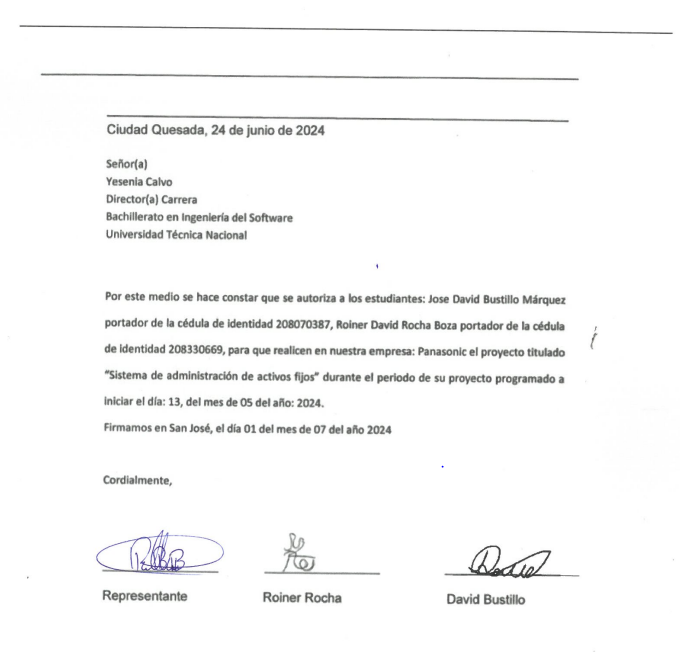 Ciudad Quesada, 24 de junio de 2024
Señor(a)
Yesenia Calvo
Director(a) Carrera
Bachillerato en Ingeniería del Software
Universidad Técnica Nacional
Por este medio se hace constar que se autoriza a los estudiantes: Jose David Bustillo Márquez
portador de la cédula de identidad 208070387, Roiner David Rocha Boza portador de la cédula
de identidad 208330669, para que realicen en nuestra empresa: Panasonic el proyecto titulado
"Sistema de administración de activos fijos" durante el periodo de su proyecto programado a
iniciar el día: 13, del mes de 05 del año: 2024.
Firmamos en San José, el día 01 del mes de 07 del año 2024
Cordialmente,
Representante
Roiner Rocha
David Bustillo